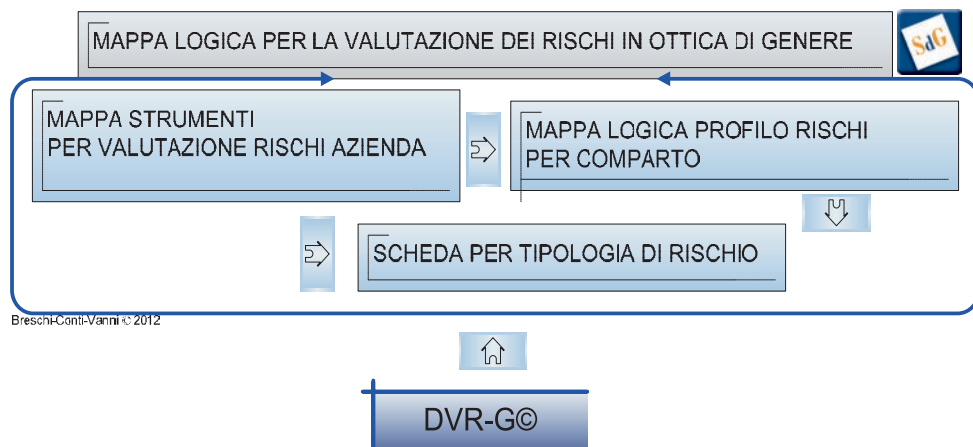 MAPPA LOGICA PER LA VALUTAZIONE DEI RISCHI IN OTTICA DI GENERE
SdG
MAPPA STRUMENTI
PER VALUTAZIONE RISCHI AZIENDA
MAPPA LOGICA PROFILO RISCHI
PER COMPARTO
SCHEDA PER TIPOLOGIA DI RISCHIO
Breschi-Conti-Vanni © 2012
DVR-G©